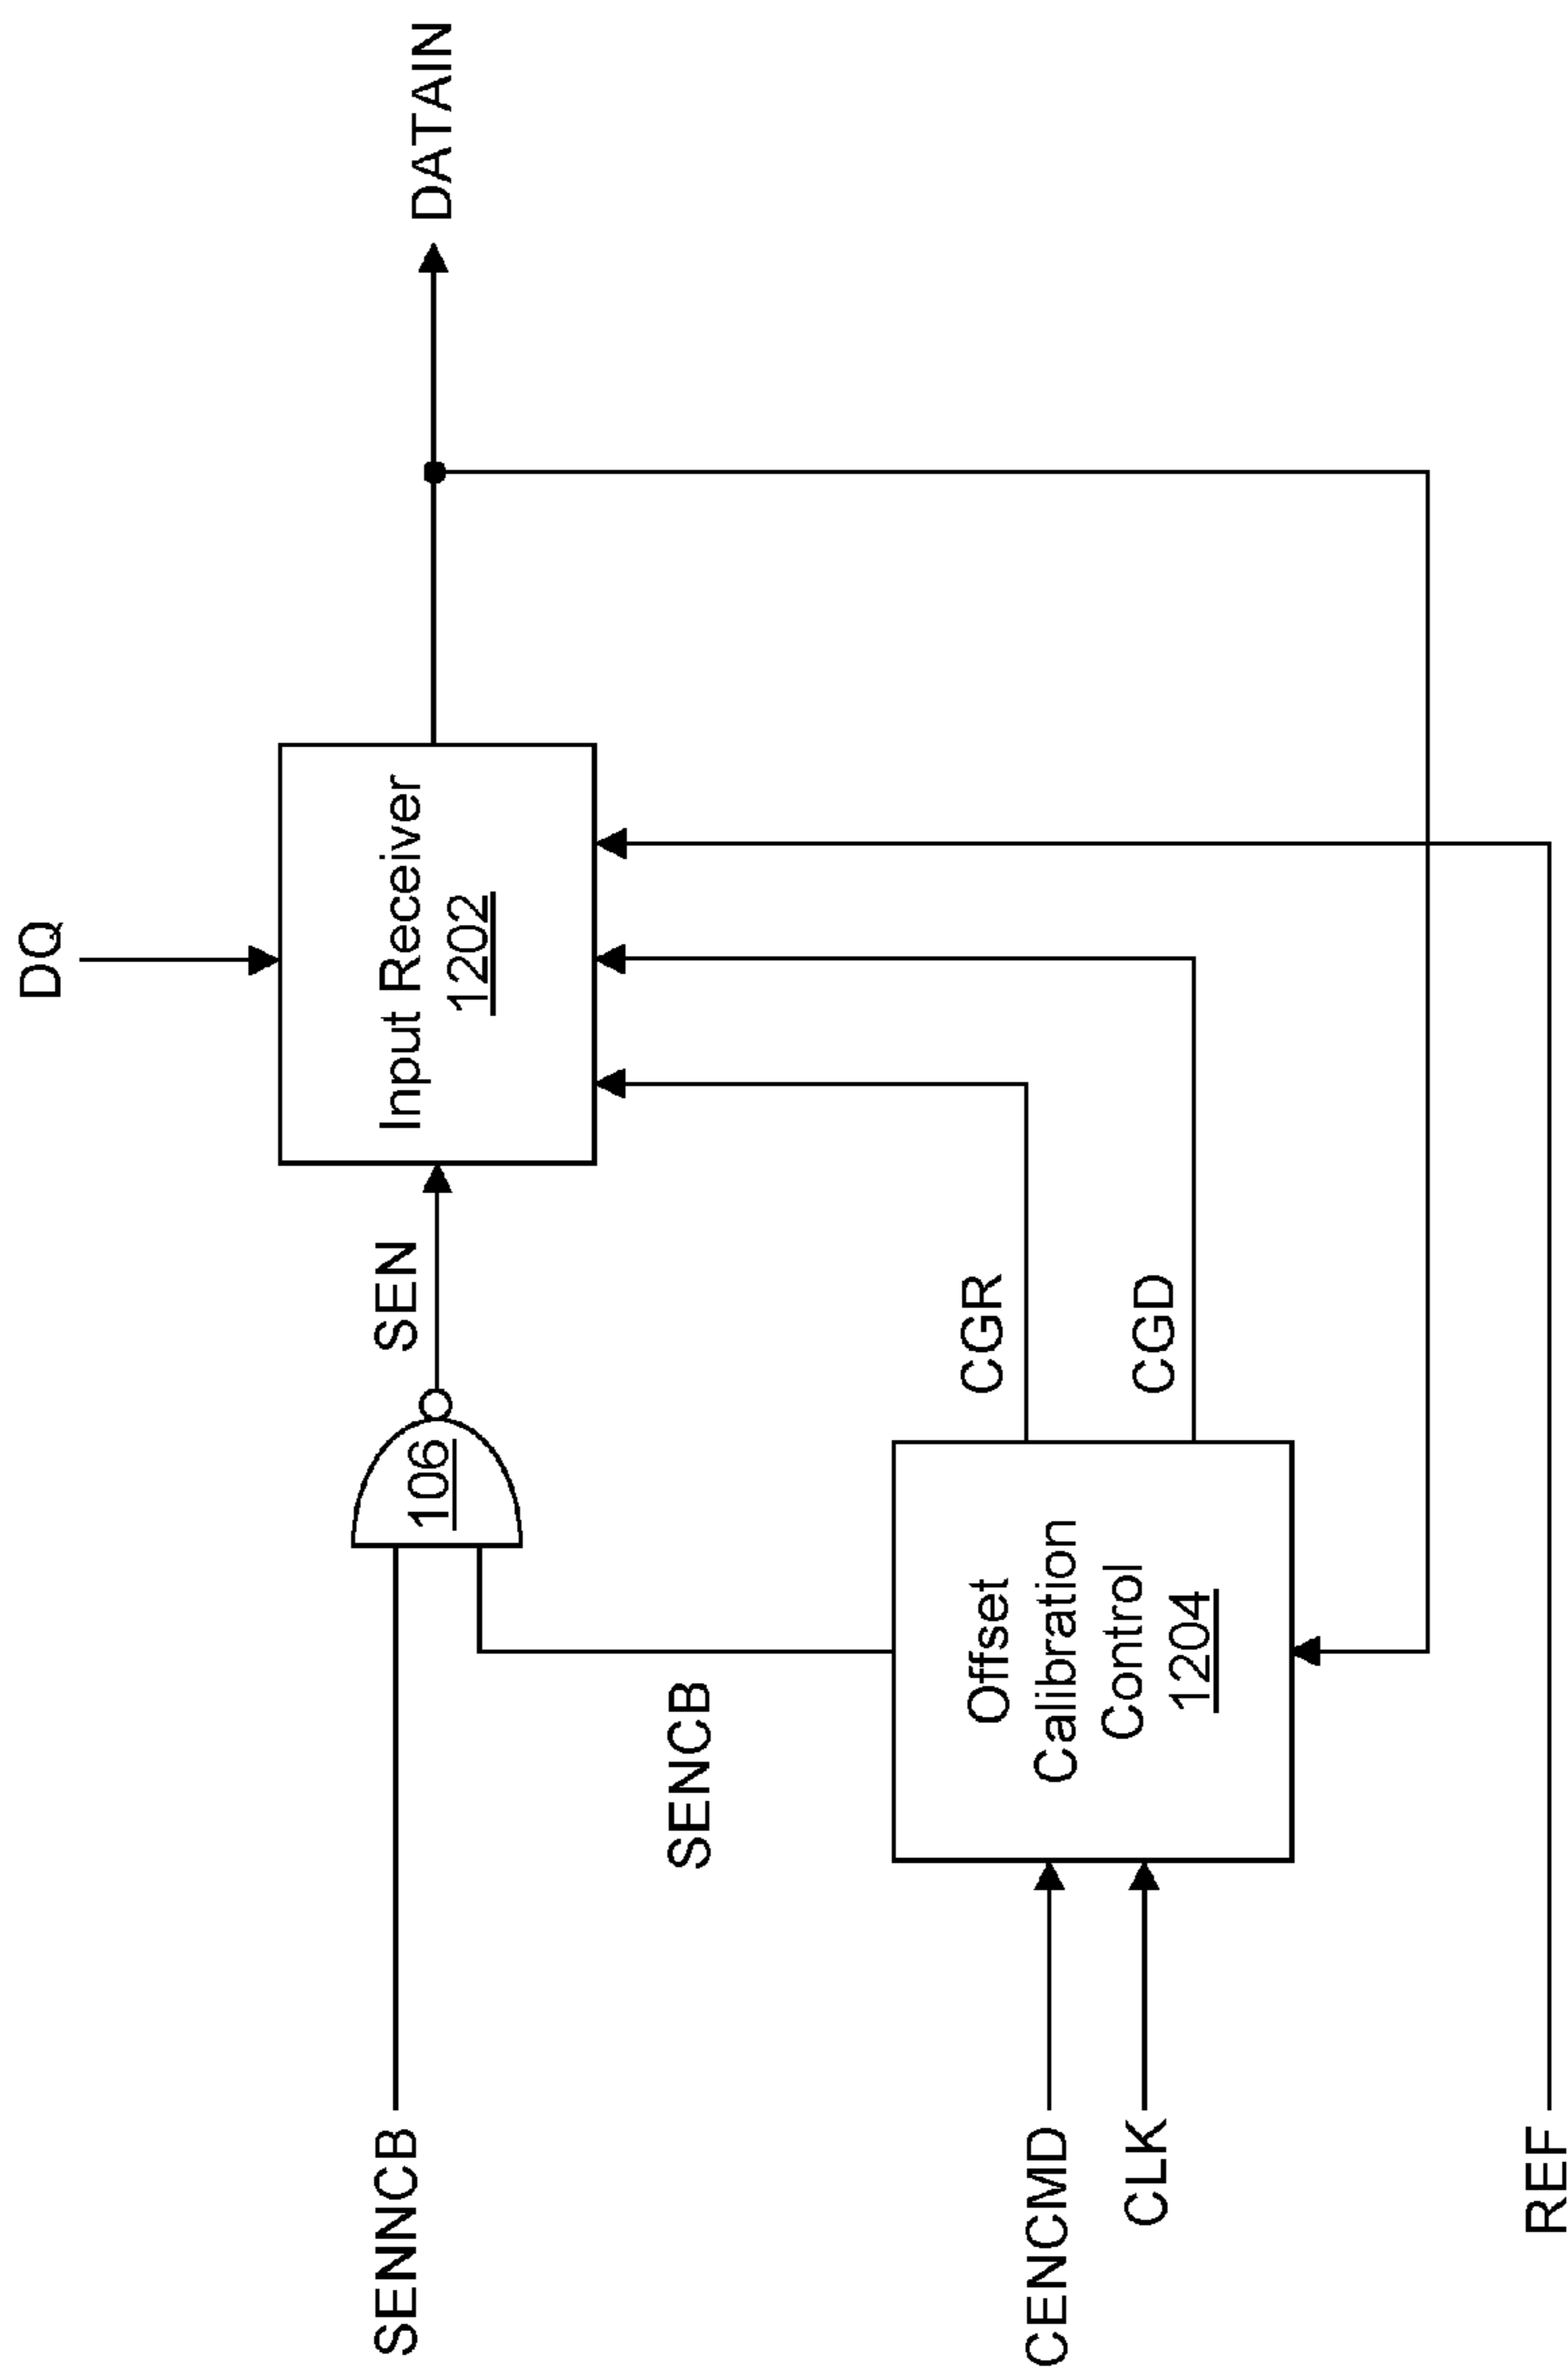 DQ
DATAIN
Input Receiver
1202
SEN
106
SENNCB
SENCB
CGR
CGD
Offset
Calibration
Control
1204
CENCMD
CLK
REF